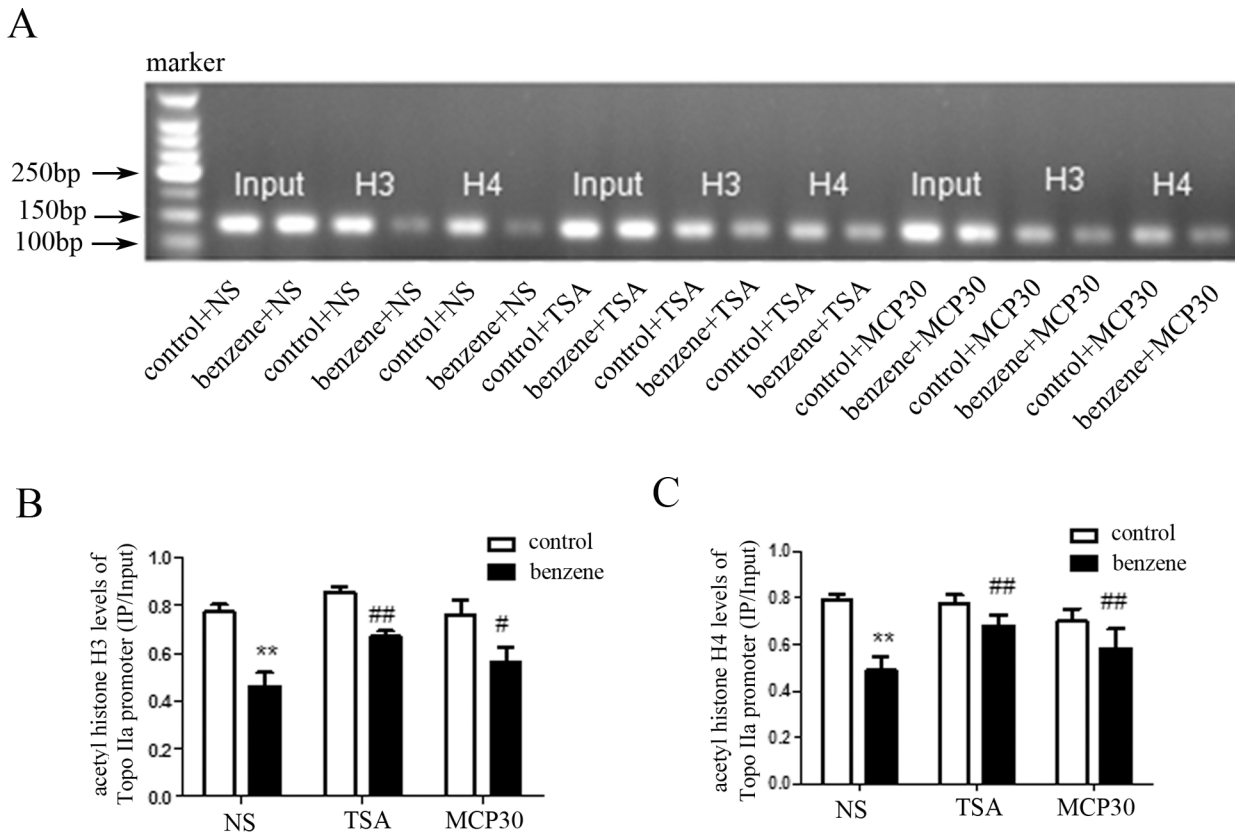 A
marker
250bp
150bp
100bp
Input H3 H4 Input H3 H4 Input H3 H4
control+NS
benzene+NS
control+NS
benzene+NS
control+NS
benzene+NS
control+TSA
benzene+TSA
control+TSA
benzene+TSA
control+TSA
benzene+TSA
control+MCP30
benzene+MCP30
control+MCP30
benzene+MCP30
control+MCP30
benzene+MCP30
B
control
benzene
acetyl histone H3 levels of
Topo IIa promoter (IP/Input)
1.0
0.8
0.6
0.4
0.2
0.0
**
##
#
NS TSA MCP30
C
control
benzene
acetyl histone H4 levels of
Topo IIa promoter (IP/Input)
1.0
0.8
0.6
0.4
0.2
0.0
**
##
##
NS TSA MCP30